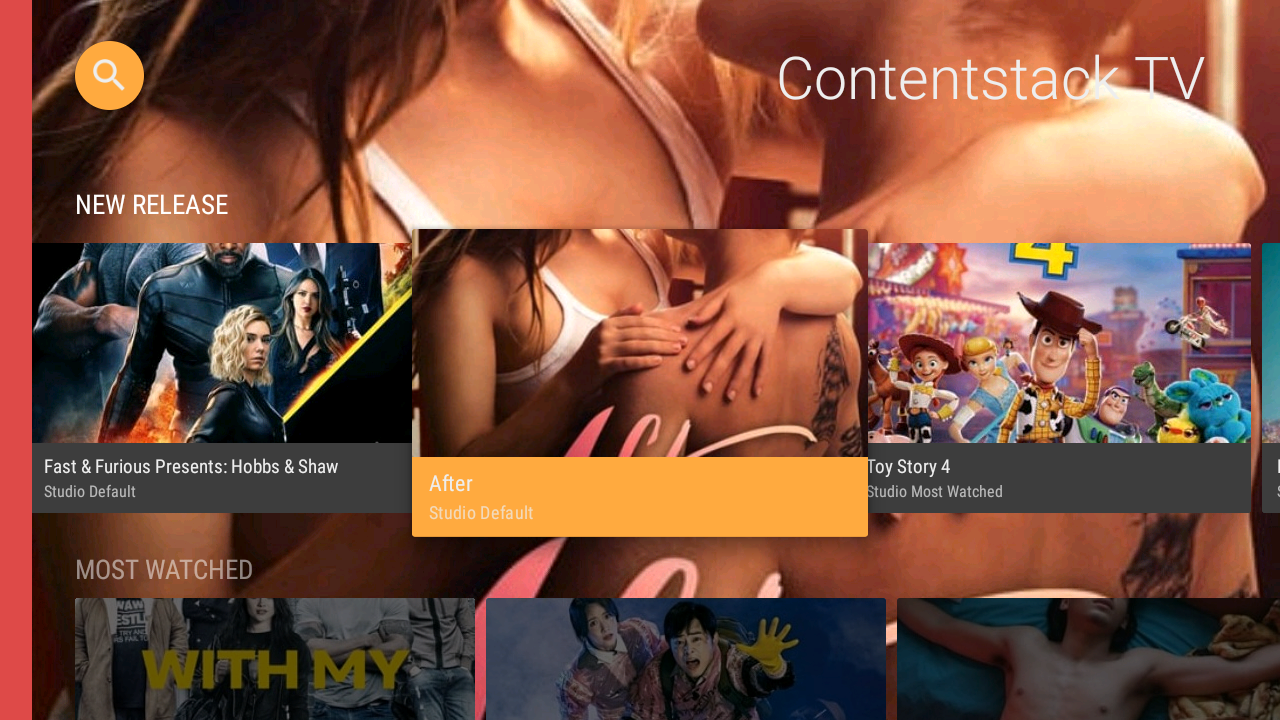 Contentstack TV
NEW RELEASE
4
Fast & Furious Presents: Hobbs & Shaw
Studio Default
After
Studio Default
Toy Story 4
Studio Most Watched
MOST WATCHED
WITH MY